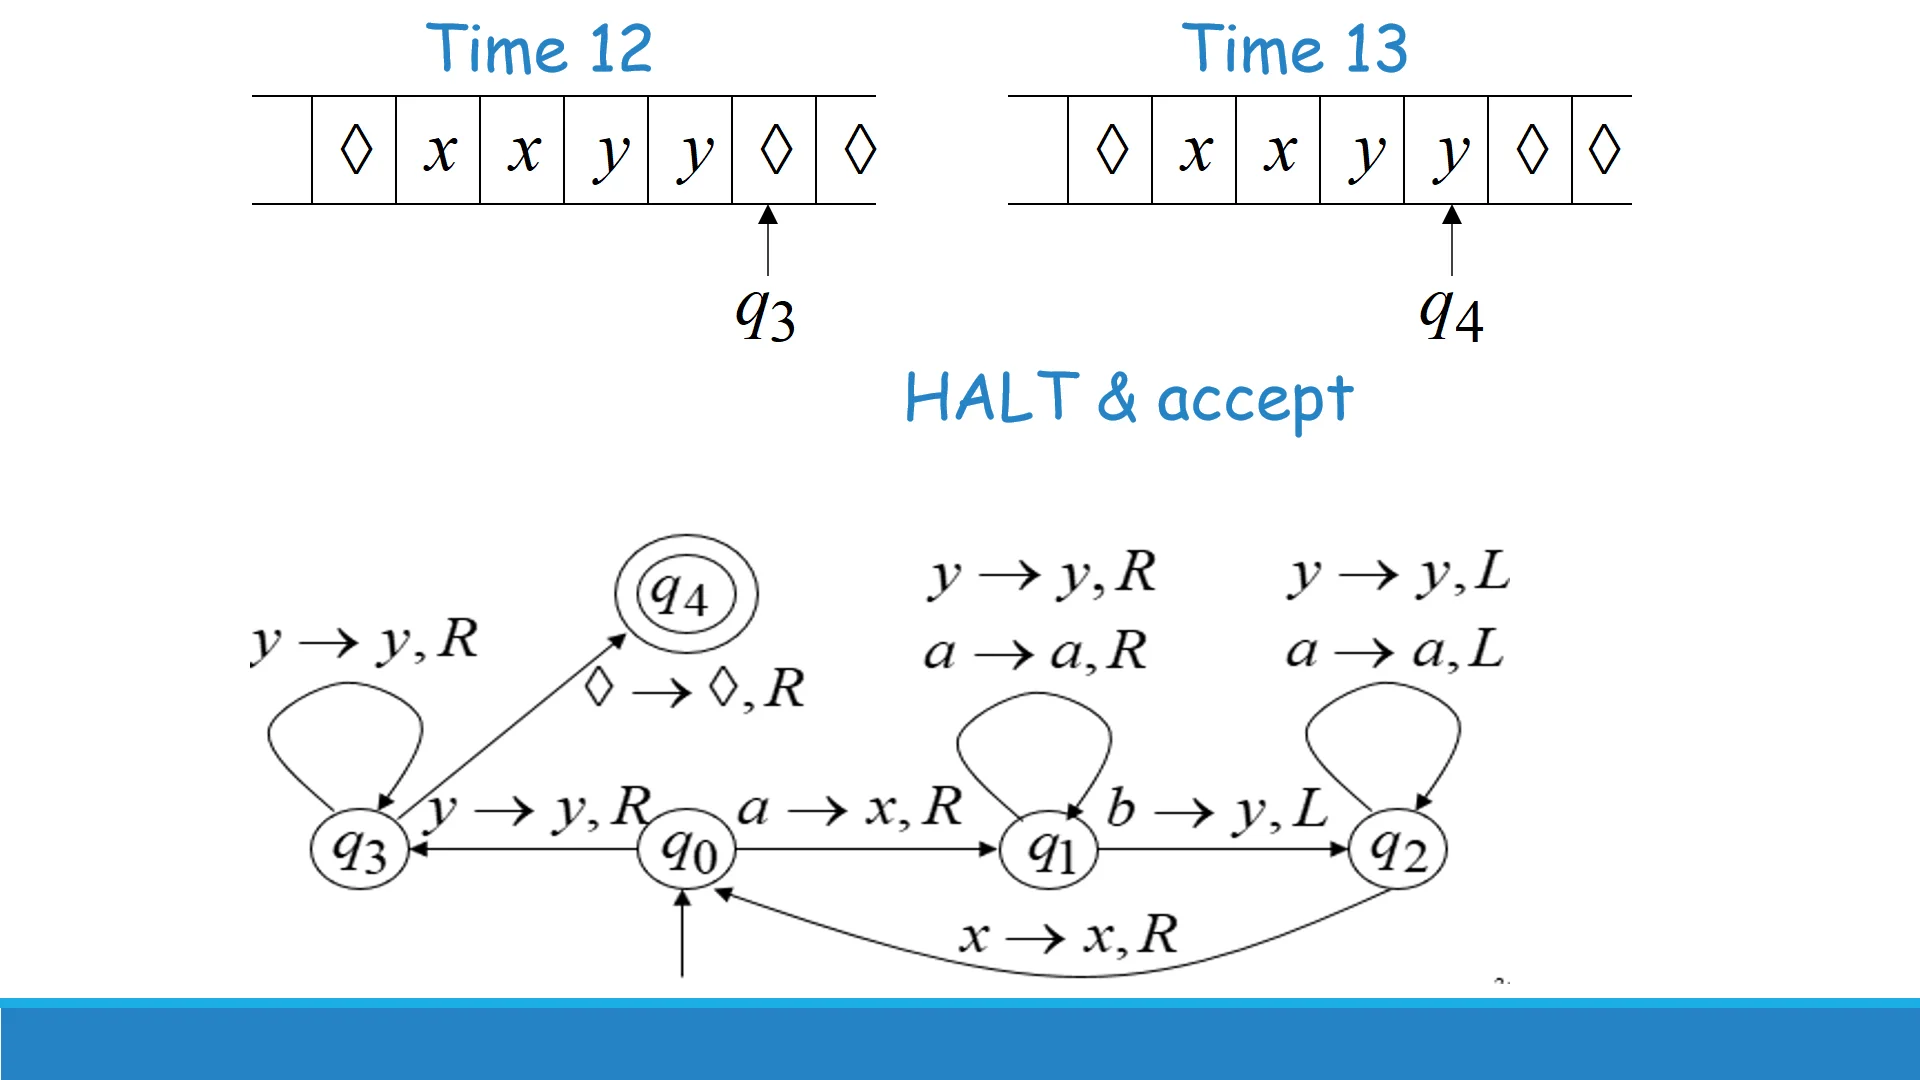 Time 12
Time 13
◊ x x y y ◊ ◊
◊ x x y y ◊ ◊
q3
q4
HALT & accept
q4
y → y, R
y → y, L
y → y, R
a → a, R
a → a, L
◊ → ◊, R
y → y, R
a → x, R
b → y, L
q3
q0
q1
q2
x → x, R